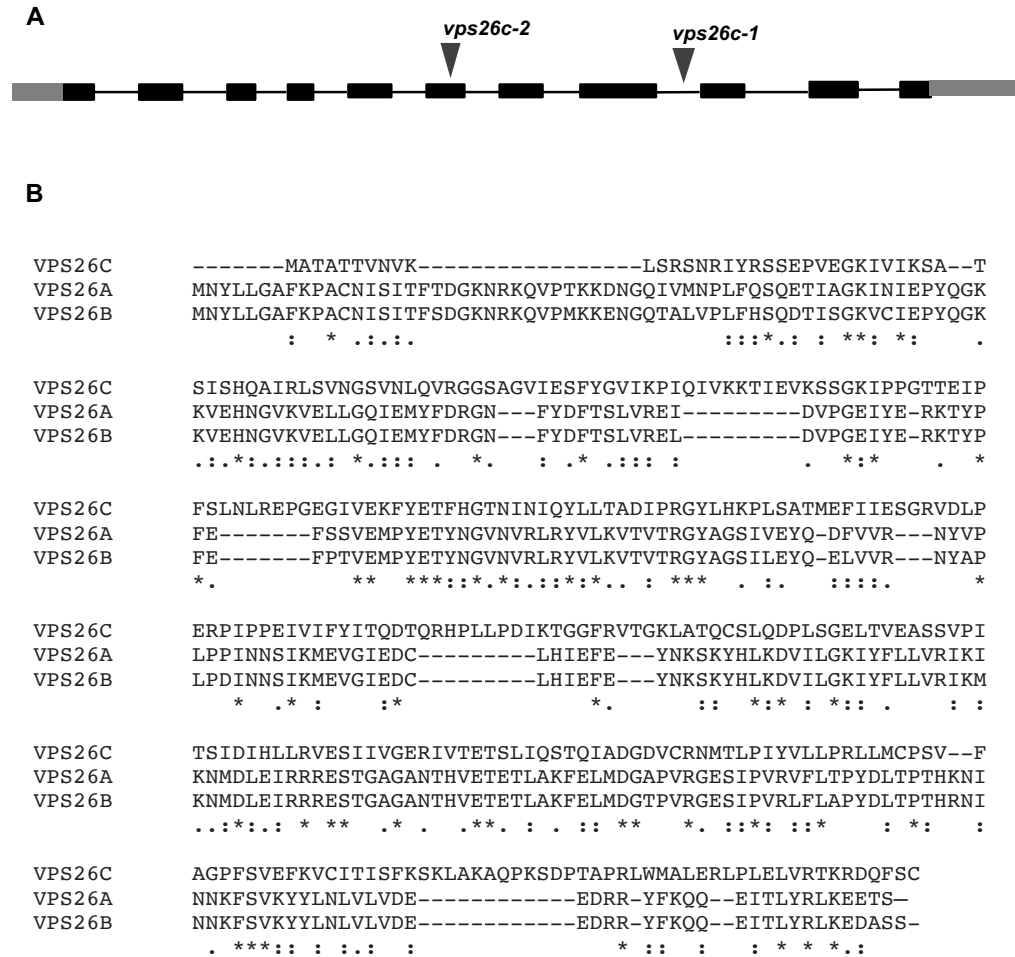 A
vps26c-2
vps26c-1
B
VPS26C -------MATATTVNVK-----------------LSRSNRIYRSSEPVEGKIVIKSA--T
VPS26A MNYLLGAFKPACNISITFTDGKNRKQVPTKKDNGQIVMNPLFQSQETIAGKINIEPYQGK
VPS26B MNYLLGAFKPACNISITFSDGKNRKQVPMKKENGQTALVPLFHSQDTISGKVCIEPYQGK
: * .:.:. :::*.: : **: *: .
VPS26C SISHQAIRLSVNGSVNLQVRGGSAGVIESFYGVIKPIQIVKKTIEVKSSGKIPPGTTEIP
VPS26A KVEHNGVKVELLGQIEMYFDRGN---FYDFTSLVREI---------DVPGEIYE-RKTYP
VPS26B KVEHNGVKVELLGQIEMYFDRGN---FYDFTSLVREL---------DVPGEIYE-RKTYP
.:.:*:.:::.: *.::: . *. : .* .::: : . *:* . *
VPS26C FSLNLREPGEGIVEKFYETFHGTNINIQYLLTADIPRGYLHKPLSATMEFIIESGRVDLP
VPS26A FE-------FSSVEMPYETYNGVNVRLRYVLKVTVTRGYAGSIVEYQ-DFVVR---NYVP
VPS26B FE-------FPTVEMPYETYNGVNVRLRYVLKVTVTRGYAGSILEYQ-ELVVR---NYAP
*. ** ***::*.*:.::*:*.. : *** . :. ::::. *
VPS26C ERPIPPEIVIFYITQDTQRHPLLPDIKTGGFRVTGKLATQCSLQDPLSGELTVEASSVPI
VPS26A LPPINNSIKMEVGIEDC---------LHIEFE---YNKSKYHLKDVILGKIYFLLVRIKI
VPS26B LPDINNSIKMEVGIEDC---------LHIEFE---YNKSKYHLKDVILGKIYFLLVRIKM
* .* : :* *. :: *:* : *:: . : :
VPS26C TSIDIHLLRVESIIVGERIVTETSLIQSTQIADGDVCRNMTLPIYVLLPRLLMCPSV--F
VPS26A KNMDLEIRRRESTGAGANTHVETETLAKFELMDGAPVRGESIPVRVFLTPYDLTPTHKNI
VPS26B KNMDLEIRRRESTGAGANTHVETETLAKFELMDGTPVRGESIPVRLFLAPYDLTPTHRNI
..:*:.: * ** .* . .**. : . :: ** *. ::*: ::* : *: :
VPS26C AGPFSVEFKVCITISFKSKLAKAQPKSDPTAPRLWMALERLPLELVRTKRDQFSC
VPS26A NNKFSVKYYLNLVLVDE------------EDRR-YFKQQ--EITLYRLKEETS-
VPS26B NNKFSVKYYLNLVLVDE------------EDRR-YFKQQ--EITLYRLKEDASS-
. ***:: : :.: : * :: : : * * *.: